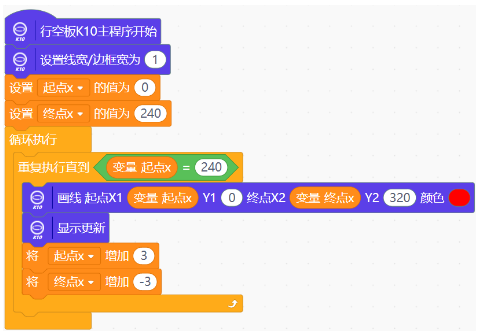 行空板K10主程序开始
设置线宽/边框宽为 1
设置 起点x 的值为 0
设置 终点x 的值为 240
循环执行
重复执行直到 变量 起点x = 240
画线 起点X1 变量 起点x Y1 0 终点X2 变量 终点x Y2 320 颜色
显示更新
将 起点x 增加 3
将 终点x 增加 -3